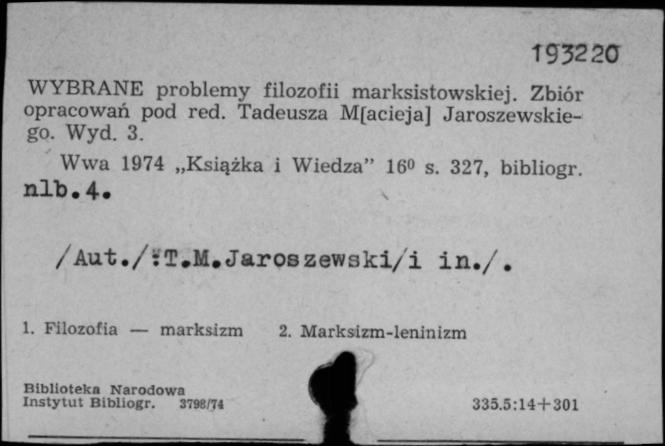 193220
WYBRANE problemy filozofii marksistowskiej. Zbiór
opracowań pod red. Tadeusza M[acieja] Jaroszewskie-
go. Wyd. 3.
Wwa 1974 „Książka i Wiedza” 16⁰ s. 327, bibliogr.
nlb.4.
/Aut./:T.M.Jaroszewski/i in./.
1. Filozofia — marksizm 2. Marksizm-leninizm
Biblioteka Narodowa
Instytut Bibliogr. 3798/74 335.5:14+301